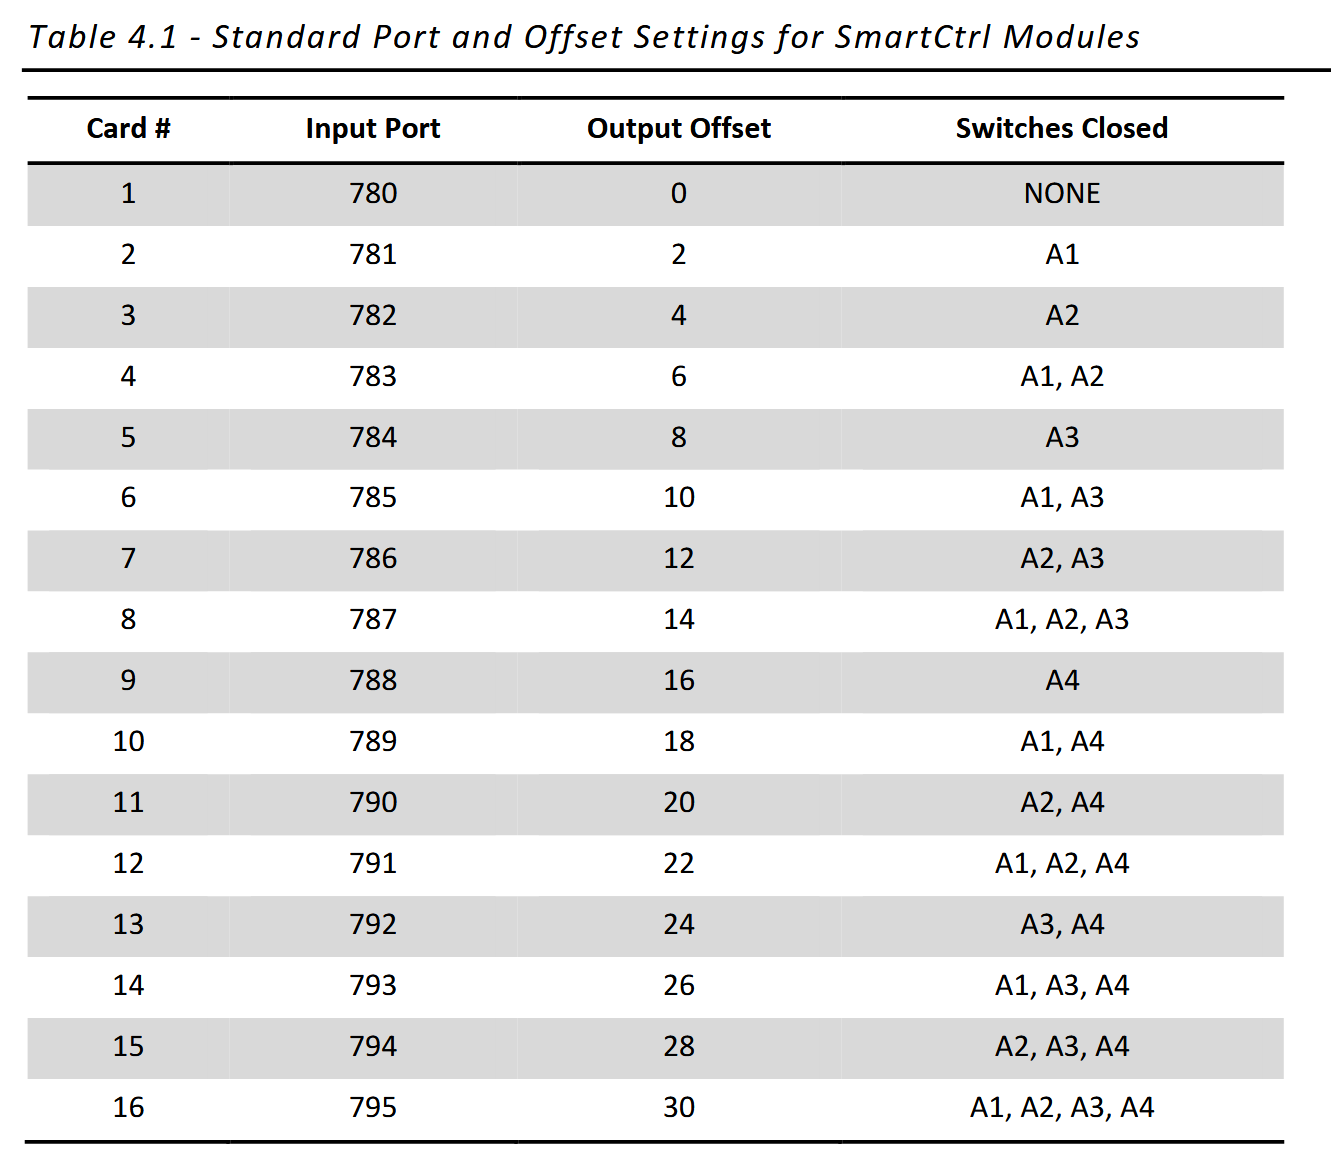 Table 4.1 - Standard Port and Offset Settings for SmartCtrl Modules
Card # Input Port Output Offset Switches Closed
1 780 0 NONE
2 781 2 A1
3 782 4 A2
4 783 6 A1, A2
5 784 8 A3
6 785 10 A1, A3
7 786 12 A2, A3
8 787 14 A1, A2, A3
9 788 16 A4
10 789 18 A1, A4
11 790 20 A2, A4
12 791 22 A1, A2, A4
13 792 24 A3, A4
14 793 26 A1, A3, A4
15 794 28 A2, A3, A4
16 795 30 A1, A2, A3, A4